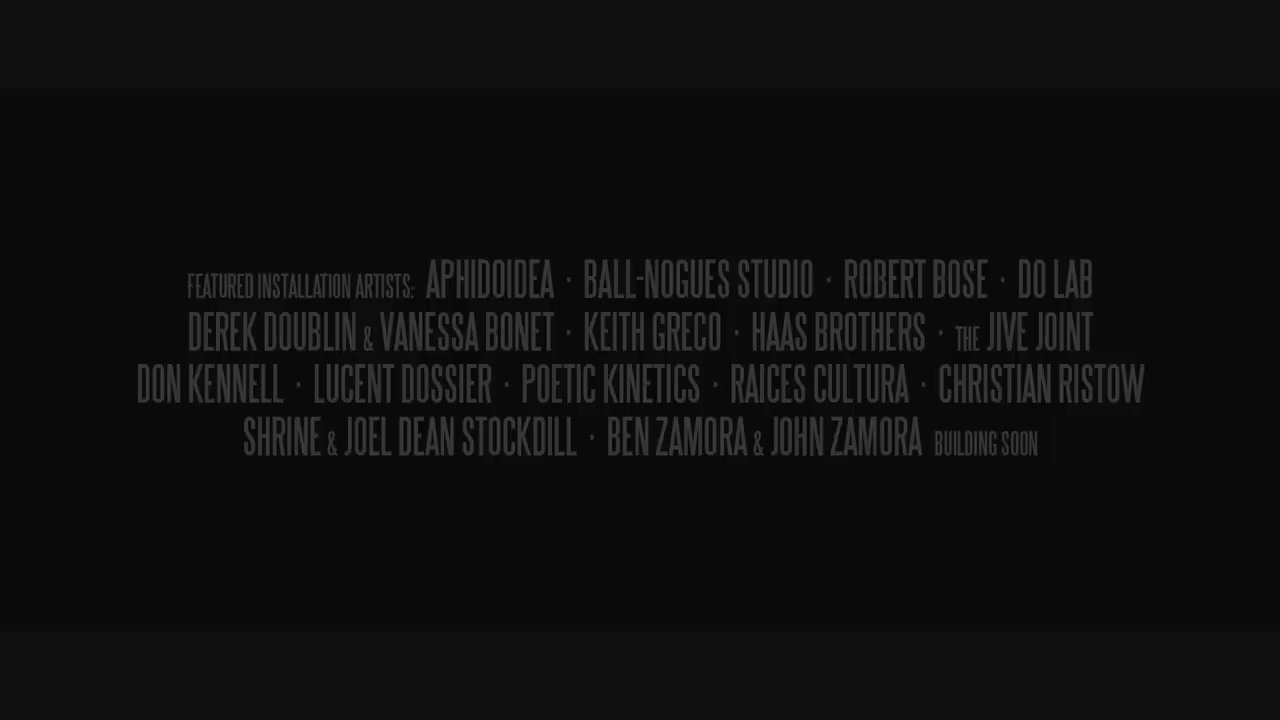 FEATURED INSTALLATION ARTISTS: APHIDOIDEA · BALL-NOGUES STUDIO · ROBERT BOSE · DO LAB
DEREK DOUBLIN & VANESSA BONET · KEITH GRECO · HAAS BROTHERS · THE JIVE JOINT
DON KENNELL · LUCENT DOSSIER · POETIC KINETICS · RAICES CULTURA · CHRISTIAN RISTOW
SHRINE & JOEL DEAN STOCKDILL · BEN ZAMORA & JOHN ZAMORA BUILDING SOON